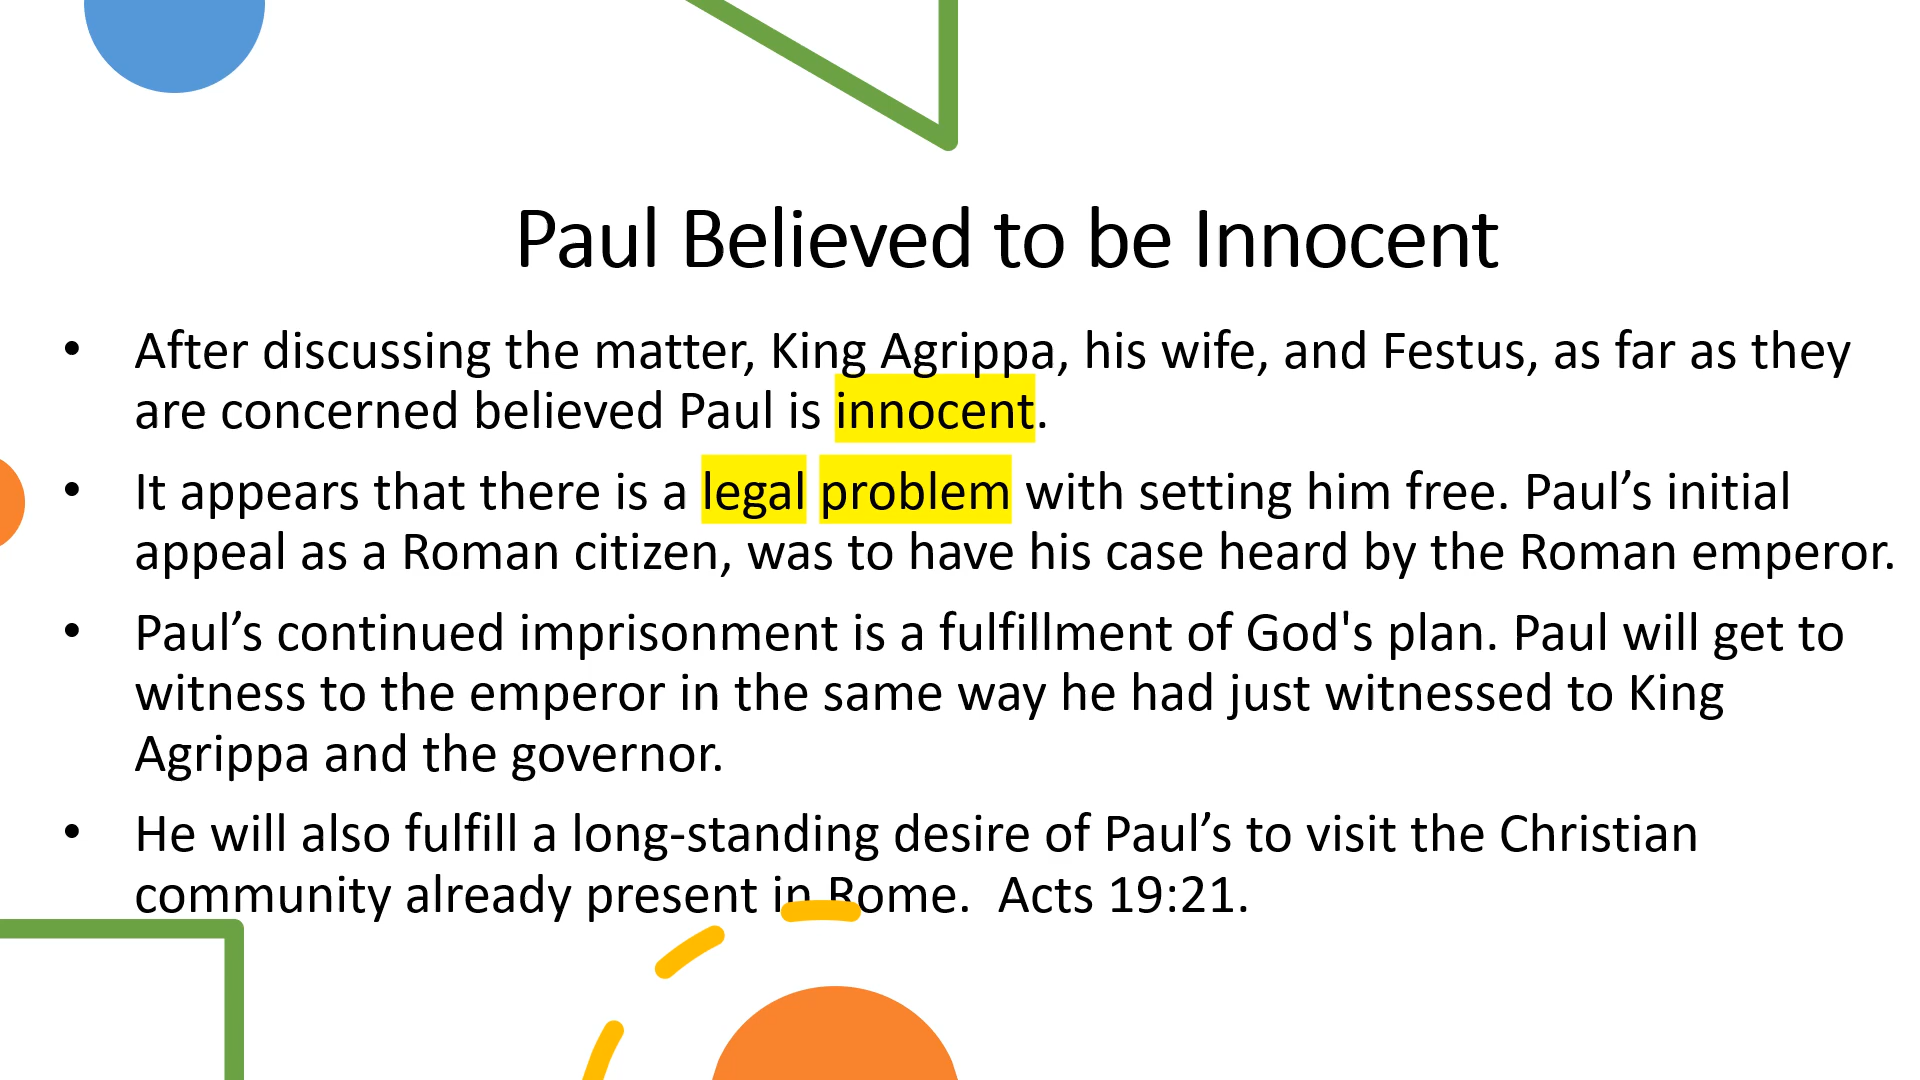 Paul Believed to be Innocent
• After discussing the matter, King Agrippa, his wife, and Festus, as far as they
are concerned believed Paul is innocent.
• It appears that there is a legal problem with setting him free. Paul’s initial
appeal as a Roman citizen, was to have his case heard by the Roman emperor.
• Paul’s continued imprisonment is a fulfillment of God's plan. Paul will get to
witness to the emperor in the same way he had just witnessed to King
Agrippa and the governor.
• He will also fulfill a long-standing desire of Paul’s to visit the Christian
community already present in Rome.  Acts 19:21.